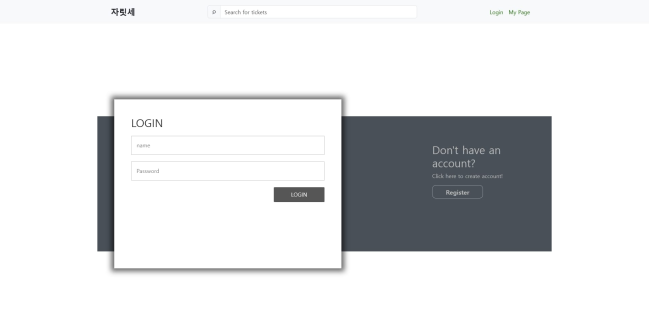 자릿세
Search for tickets
Login My Page
LOGIN
name
Password
LOGIN
Don't have an
account?
Click here to create account!
Register